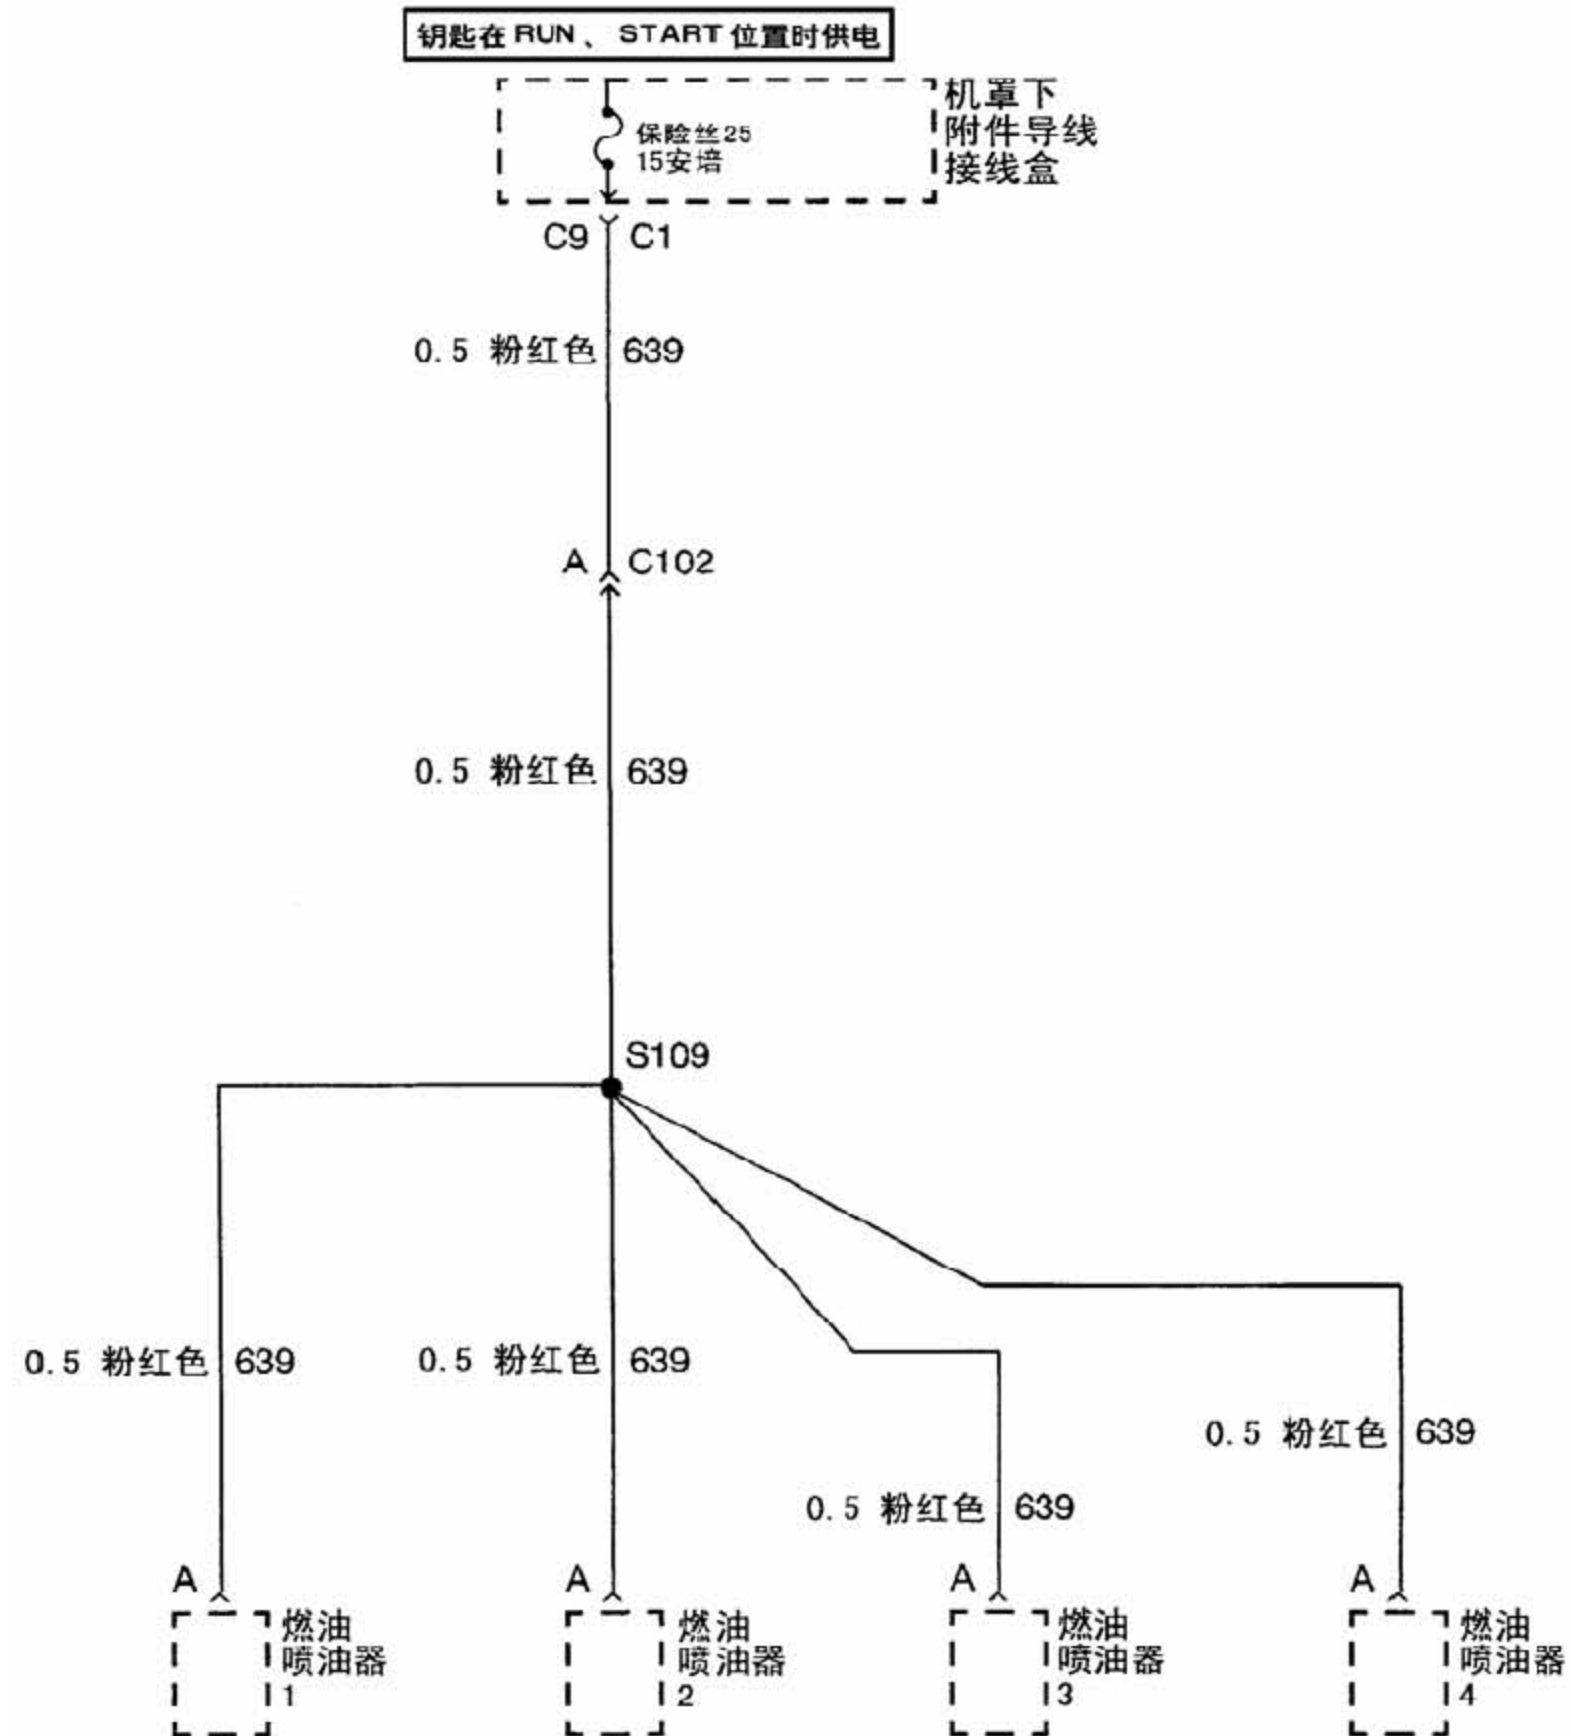 钥匙在 RUN 、 START 位置时供电
机罩下
附件导线
接线盒
保险丝25
15安培
C9 C1
0.5 粉红色 639
A C102
0.5 粉红色 639
S109
0.5 粉红色 639
0.5 粉红色 639
0.5 粉红色 639
0.5 粉红色 639
A
燃油
喷油器
1
A
燃油
喷油器
2
A
燃油
喷油器
3
A
燃油
喷油器
4